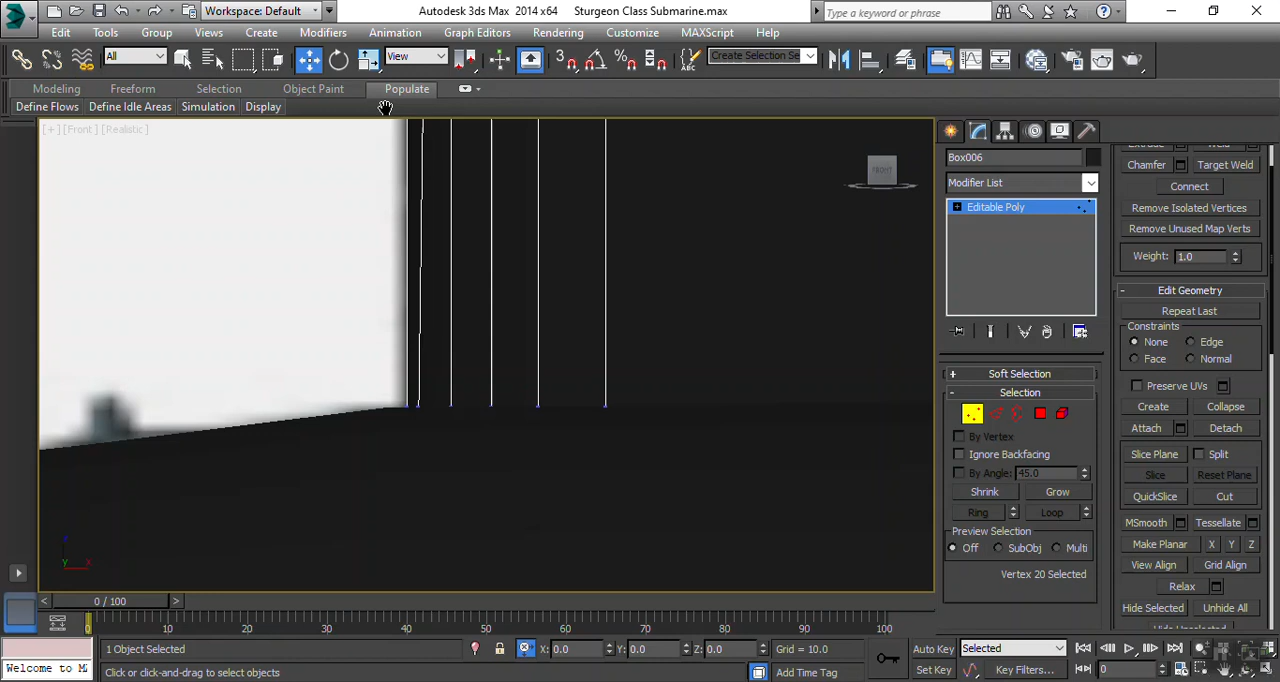 Workspace: Default
Autodesk 3ds Max 2014 x64 Sturgeon Class Submarine.max
Type a keyword or phrase
Edit Tools Group Views Create Modifiers Animation Graph Editors Rendering Customize MAXScript Help
All View Create Selection Se
Modeling Freeform Selection Object Paint Populate
Define Flows Define Idle Areas Simulation Display
[ + ] [Front ] [Realistic ]
FRONT
Box006
Modifier List
Editable Poly
Soft Selection
Selection
By Vertex
Ignore Backfacing
By Angle: 45.0
Shrink Grow
Ring Loop
Preview Selection
Off SubObj Multi
Vertex 20 Selected
Chamfer Target Weld
Connect
Remove Isolated Vertices
Remove Unused Map Verts
Weight: 1.0
Edit Geometry
Repeat Last
Constraints
None Edge
Face Normal
Preserve UVs
Create Collapse
Attach Detach
Slice Plane Split
Slice Reset Plane
QuickSlice Cut
MSmooth Tessellate
Make Planar X Y Z
View Align Grid Align
Relax
Hide Selected Unhide All
0 / 100
0 10 20 30 40 50 60 70 80 90 100
1 Object Selected X: 0.0 Y: 0.0 Z: 0.0 Grid = 10.0
Auto Key Selected
Welcome to M
Click or click-and-drag to select objects
Add Time Tag
Set Key Key Filters... 0